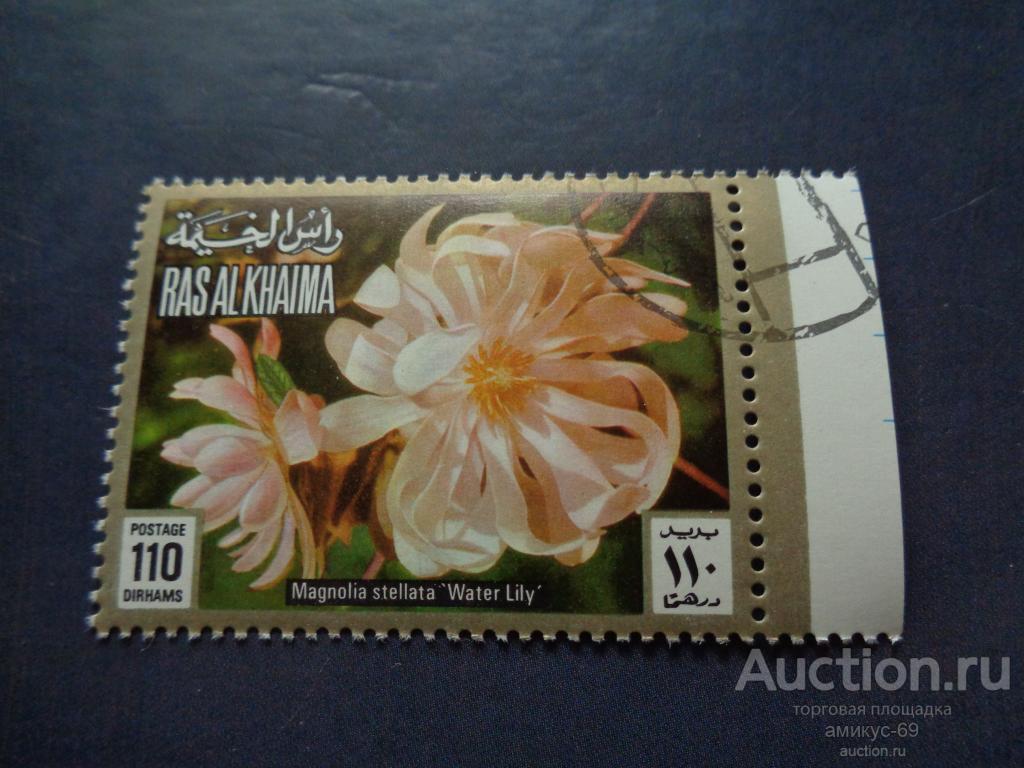 رأس الخيمة
RAS AL KHAIMA
POSTAGE
110
DIRHAMS
Magnolia stellata ``Water Lily´
بريد
١١٠
درهمًا
Auction.ru
торговая площадка
амикус-69
auction.ru